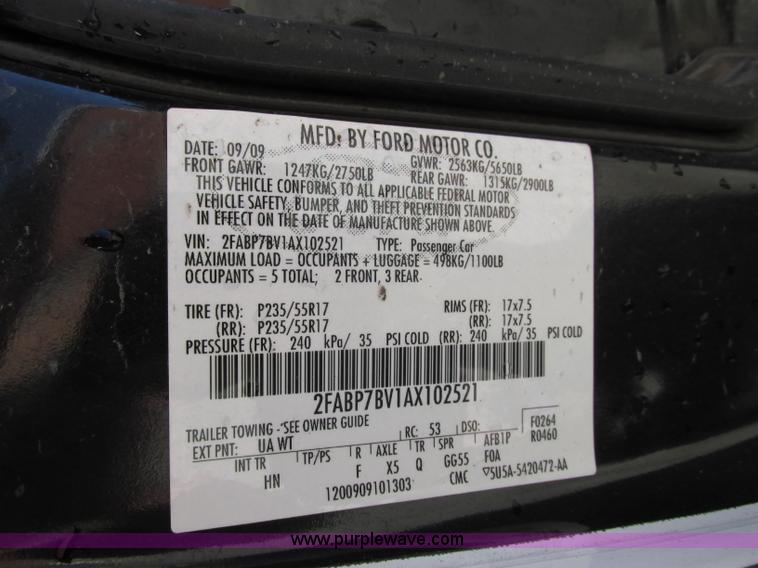 MFD. BY FORD MOTOR CO.
DATE: 09/09 GVWR: 2563KG/5650LB
FRONT GAWR: 1247KG/2750LB REAR GAWR: 1315KG/2900LB
THIS VEHICLE CONFORMS TO ALL APPLICABLE FEDERAL MOTOR
VEHICLE SAFETY, BUMPER, AND THEFT PREVENTION STANDARDS
IN EFFECT ON THE DATE OF MANUFACTURE SHOWN ABOVE.
VIN: 2FABP7BV1AX102521 TYPE: Passenger Car
MAXIMUM LOAD = OCCUPANTS + LUGGAGE = 498KG/1100LB
OCCUPANTS = 5 TOTAL; 2 FRONT, 3 REAR
TIRE (FR): P235/55R17 RIMS (FR): 17x7.5
(RR): P235/55R17 (RR): 17x7.5
PRESSURE (FR): 240 kPa/ 35 PSI COLD (RR): 240 kPa/ 35 PSI COLD
2FABP7BV1AX102521
TRAILER TOWING - SEE OWNER GUIDE
EXT PNT: UA WT RC: 53 DSO: F0264
INT TR TP/PS R AXLE TR SPR AFB1P R0460
HN F X5 Q GG55 F0A
1200909101303 CMC ▽5U5A-5420472-AA
www.purplewave.com